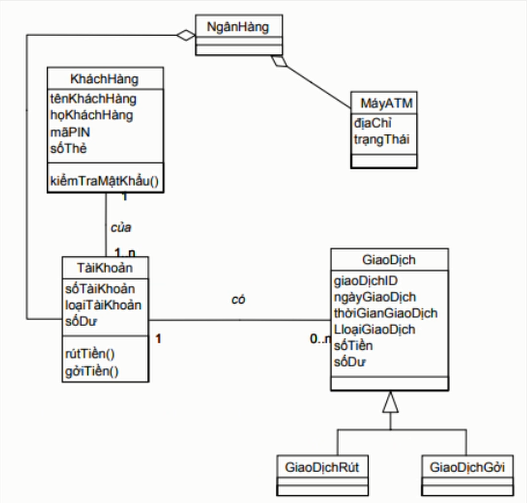 NgânHàng
KháchHàng
tênKháchHàng
họKháchHàng
mãPIN
sốThẻ
kiểmTraMậtKhẩu()
MáyATM
địaChỉ
trạngThái
1
của
1..n
TàiKhoản
sốTàiKhoản
loạiTàiKhoản
sốDư
rútTiền()
gởiTiền()
1
có
0..n
GiaoDịch
giaoDịchID
ngàyGiaoDịch
thờiGianGiaoDịch
LloạiGiaoDịch
sốTiền
sốDư
GiaoDịchRút
GiaoDịchGởi